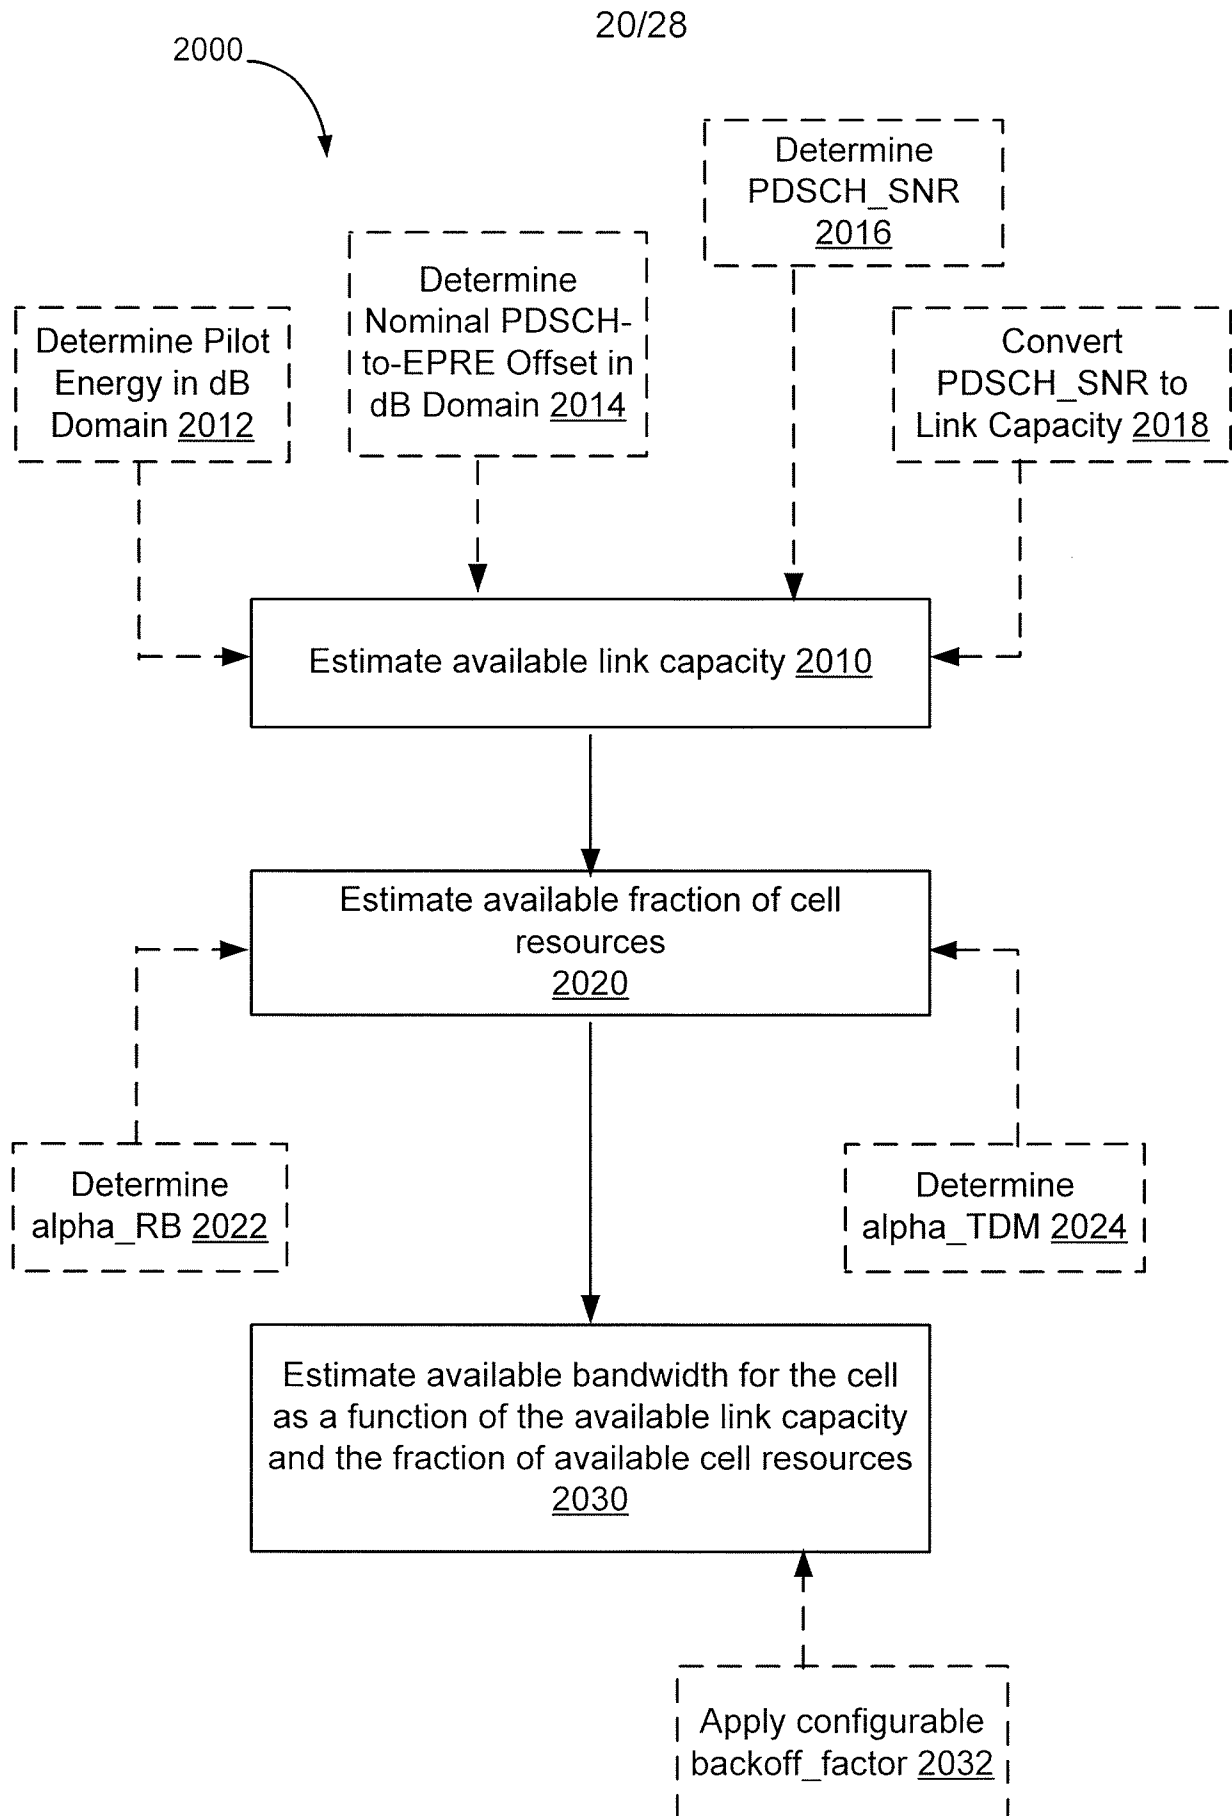 20/28
2000
Determine
PDSCH_SNR
2016
Determine
Nominal PDSCH-
to-EPRE Offset in
dB Domain 2014
Determine Pilot
Energy in dB
Domain 2012
Convert
PDSCH_SNR to
Link Capacity 2018
Estimate available link capacity 2010
Estimate available fraction of cell
resources
2020
Determine
alpha_RB 2022
Determine
alpha_TDM 2024
Estimate available bandwidth for the cell
as a function of the available link capacity
and the fraction of available cell resources
2030
Apply configurable
backoff_factor 2032